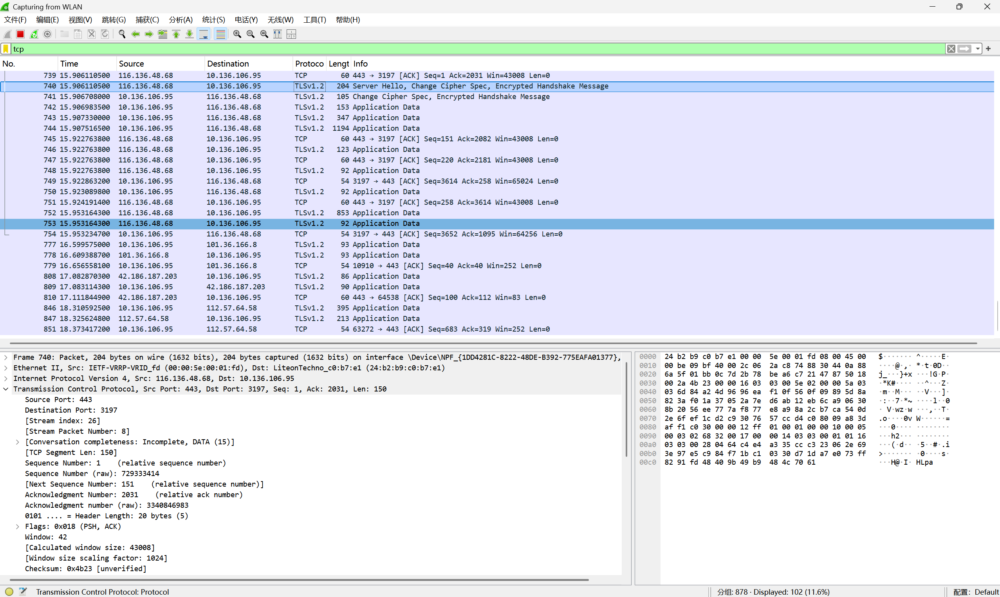 Capturing from WLAN
文件(F) 编辑(E) 视图(V) 跳转(G) 捕获(C) 分析(A) 统计(S) 电话(Y) 无线(W) 工具(T) 帮助(H)
tcp
No. Time Source Destination Protoco Lengt Info
739 15.906110500 116.136.48.68 10.136.106.95 TCP 60 443 → 3197 [ACK] Seq=1 Ack=2031 Win=43008 Len=0
740 15.906110500 116.136.48.68 10.136.106.95 TLSv1.2 204 Server Hello, Change Cipher Spec, Encrypted Handshake Message
741 15.906708000 10.136.106.95 116.136.48.68 TLSv1.2 105 Change Cipher Spec, Encrypted Handshake Message
742 15.906983500 10.136.106.95 116.136.48.68 TLSv1.2 153 Application Data
743 15.907330000 10.136.106.95 116.136.48.68 TLSv1.2 347 Application Data
744 15.907516500 10.136.106.95 116.136.48.68 TLSv1.2 1194 Application Data
745 15.922763800 116.136.48.68 10.136.106.95 TCP 60 443 → 3197 [ACK] Seq=151 Ack=2082 Win=43008 Len=0
746 15.922763800 116.136.48.68 10.136.106.95 TLSv1.2 123 Application Data
747 15.922763800 116.136.48.68 10.136.106.95 TCP 60 443 → 3197 [ACK] Seq=220 Ack=2181 Win=43008 Len=0
748 15.922763800 116.136.48.68 10.136.106.95 TLSv1.2 92 Application Data
749 15.922863200 10.136.106.95 116.136.48.68 TCP 54 3197 → 443 [ACK] Seq=3614 Ack=258 Win=65024 Len=0
750 15.923089800 10.136.106.95 116.136.48.68 TLSv1.2 92 Application Data
751 15.924191400 116.136.48.68 10.136.106.95 TCP 60 443 → 3197 [ACK] Seq=258 Ack=3614 Win=43008 Len=0
752 15.953164300 116.136.48.68 10.136.106.95 TLSv1.2 853 Application Data
753 15.953164300 116.136.48.68 10.136.106.95 TLSv1.2 92 Application Data
754 15.953234700 10.136.106.95 116.136.48.68 TCP 54 3197 → 443 [ACK] Seq=3652 Ack=1095 Win=64256 Len=0
777 16.599575000 10.136.106.95 101.36.166.8 TLSv1.2 93 Application Data
778 16.609388700 101.36.166.8 10.136.106.95 TLSv1.2 93 Application Data
779 16.656558100 10.136.106.95 101.36.166.8 TCP 54 10910 → 443 [ACK] Seq=40 Ack=40 Win=252 Len=0
808 17.082870300 42.186.187.203 10.136.106.95 TLSv1.2 86 Application Data
809 17.083114300 10.136.106.95 42.186.187.203 TLSv1.2 90 Application Data
810 17.111844900 42.186.187.203 10.136.106.95 TCP 60 443 → 64538 [ACK] Seq=100 Ack=112 Win=83 Len=0
846 18.310592500 10.136.106.95 112.57.64.58 TLSv1.2 395 Application Data
847 18.325624800 112.57.64.58 10.136.106.95 TLSv1.2 213 Application Data
851 18.373417200 10.136.106.95 112.57.64.58 TCP 54 63272 → 443 [ACK] Seq=683 Ack=319 Win=252 Len=0
Frame 740: Packet, 204 bytes on wire (1632 bits), 204 bytes captured (1632 bits) on interface \Device\NPF_{1DD4281C-8222-48DE-B392-775EAFA01377},
Ethernet II, Src: IETF-VRRP-VRID_fd (00:00:5e:00:01:fd), Dst: LiteonTechno_c0:b7:e1 (24:b2:b9:c0:b7:e1)
Internet Protocol Version 4, Src: 116.136.48.68, Dst: 10.136.106.95
Transmission Control Protocol, Src Port: 443, Dst Port: 3197, Seq: 1, Ack: 2031, Len: 150
Source Port: 443
Destination Port: 3197
[Stream index: 26]
[Stream Packet Number: 8]
[Conversation completeness: Incomplete, DATA (15)]
[TCP Segment Len: 150]
Sequence Number: 1 (relative sequence number)
Sequence Number (raw): 729333414
[Next Sequence Number: 151 (relative sequence number)]
Acknowledgment Number: 2031 (relative ack number)
Acknowledgment number (raw): 3340846983
0101 .... = Header Length: 20 bytes (5)
Flags: 0x018 (PSH, ACK)
Window: 42
[Calculated window size: 43008]
[Window size scaling factor: 1024]
Checksum: 0x4b23 [unverified]
0000 24 b2 b9 c0 b7 e1 00 00 5e 00 01 fd 08 00 45 00 $······· ^·····E·
0010 00 be 09 bf 40 00 2c 06 2a c8 74 88 30 44 0a 88 ····@·,· *·t·0D··
0020 6a 5f 01 bb 0c 7d 2b 78 be a6 c7 21 47 87 50 18 j_···}+x ···!G·P·
0030 00 2a 4b 23 00 00 16 03 03 00 5e 02 00 00 5a 03 ·*K#···· ··^···Z·
0040 03 6d 84 a2 4d 96 96 ea f1 0f 56 0f 09 89 5d 8a ·m··M··· ··V···]·
0050 82 3a f0 1a 37 05 2a 7e d6 ab 12 eb 6c a9 06 30 ·:··7·*~ ····l··0
0060 8b 20 56 ee 77 7a f8 77 e8 a9 8a 2c b7 ca 54 0d · V·wz·w ···,··T·
0070 2e 6f ef 1c d2 c9 30 76 57 cc d4 c0 80 09 a8 3d .o····0v W······=
0080 af f1 c0 30 00 00 12 ff 01 00 01 00 00 10 00 05 ···0···· ········
0090 00 03 02 68 32 00 17 00 00 14 03 03 00 01 01 16 ···h2··· ········
00a0 03 03 00 28 04 64 c4 e4 a3 35 cc c3 23 06 2e 69 ···(·d·· ·5··#·.i
00b0 3e 97 e5 c9 84 f7 1b c1 03 30 d7 1d a7 e0 73 ff >······· ·0····s·
00c0 82 91 fd 48 40 9b 49 b9 48 4c 70 61 ···H@·I· HLpa
Transmission Control Protocol: Protocol
分组: 878 · Displayed: 102 (11.6%)
配置: Default